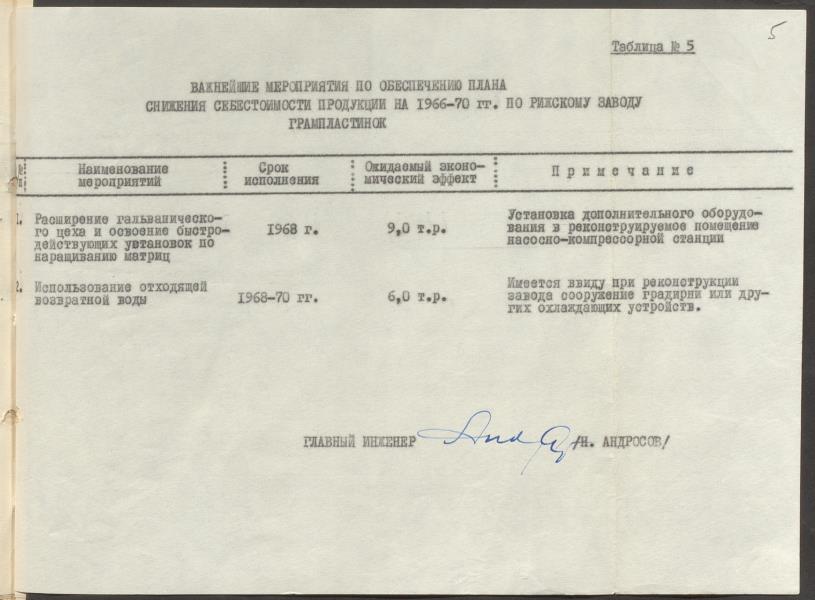 5
Таблица № 5
ВАЖНЕЙШИЕ МЕРОПРИЯТИЯ ПО ОБЕСПЕЧЕНИЮ ПЛАНА
СНИЖЕНИЯ СЕБЕСТОИМОСТИ ПРОДУКЦИИ НА 1966-70 гг. ПО РИЖСКОМУ ЗАВОДУ
ГРАМПЛАСТИНОК
Наименование мероприятий
Срок исполнения
Ожидаемый эконо-
мический эффект
Примечание
1. Расширение гальваническо-
го цеха и освоение быстро-
действующих установок по
наращиванию матриц
1968 г.
9,0 т.р.
Установка дополнительного оборудо-
вания в реконструируемое помещение
насосно-компрессорной станции
2. Использование отходящей
возвратной воды
1968-70 гг.
6,0 т.р.
Имеется ввиду при реконструкции
завода сооружение градирни или дру-
гих охлаждающих устройств.
ГЛАВНЫЙ ИНЖЕНЕР /Н. АНДРОСОВ/